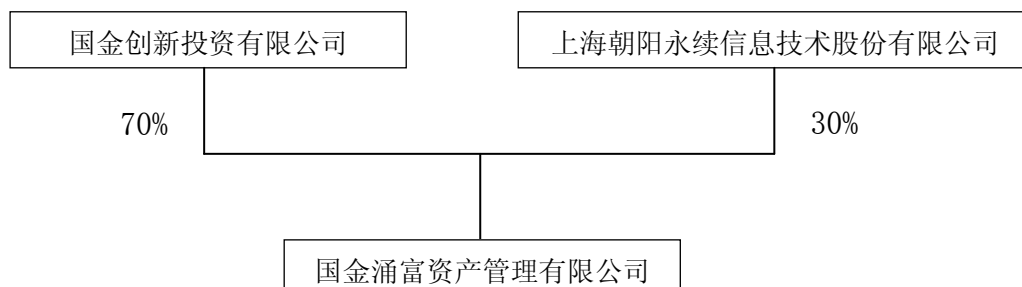 国金创新投资有限公司
上海朝阳永续信息技术股份有限公司
70%
30%
国金涌富资产管理有限公司